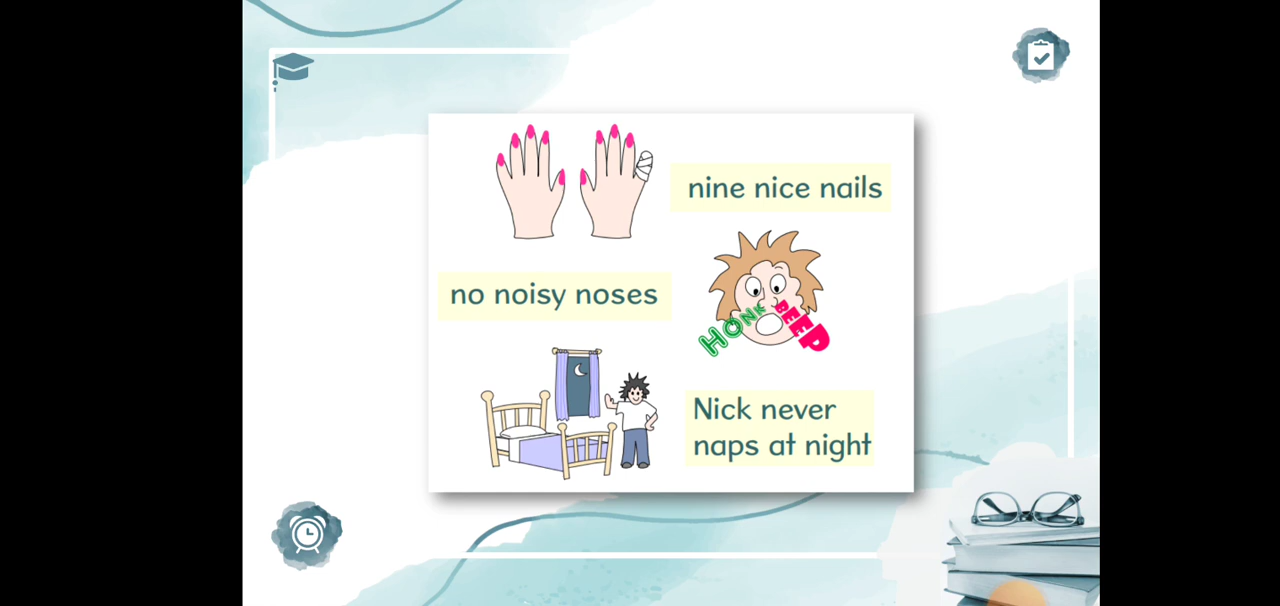 nine nice nails
no noisy noses
HONK
BEEP
Nick never
naps at night